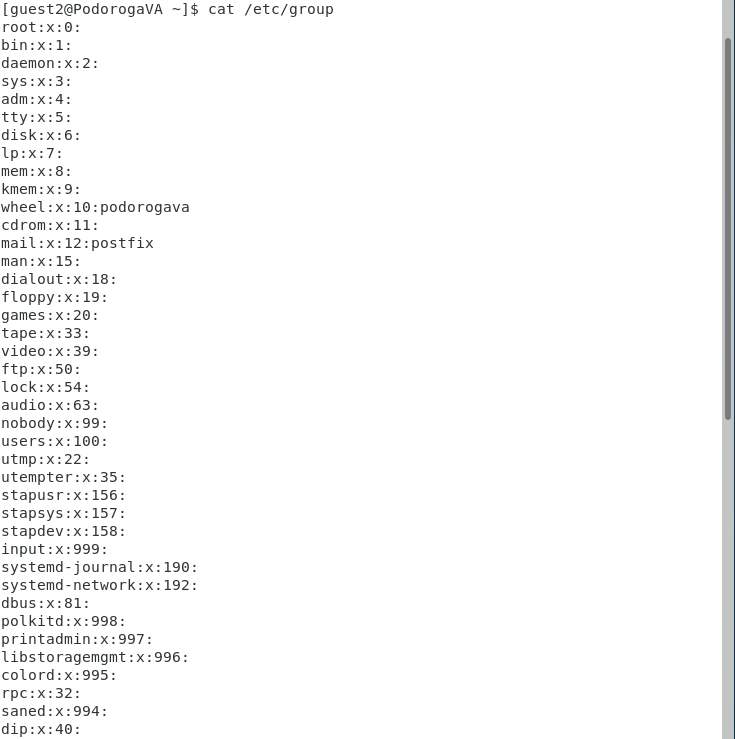 [guest2@PodorogaVA ~]$ cat /etc/group
root:x:0:
bin:x:1:
daemon:x:2:
sys:x:3:
adm:x:4:
tty:x:5:
disk:x:6:
lp:x:7:
mem:x:8:
kmem:x:9:
wheel:x:10:podorogava
cdrom:x:11:
mail:x:12:postfix
man:x:15:
dialout:x:18:
floppy:x:19:
games:x:20:
tape:x:33:
video:x:39:
ftp:x:50:
lock:x:54:
audio:x:63:
nobody:x:99:
users:x:100:
utmp:x:22:
utempter:x:35:
stapusr:x:156:
stapsys:x:157:
stapdev:x:158:
input:x:999:
systemd-journal:x:190:
systemd-network:x:192:
dbus:x:81:
polkitd:x:998:
printadmin:x:997:
libstoragemgmt:x:996:
colord:x:995:
rpc:x:32:
saned:x:994:
dip:x:40: